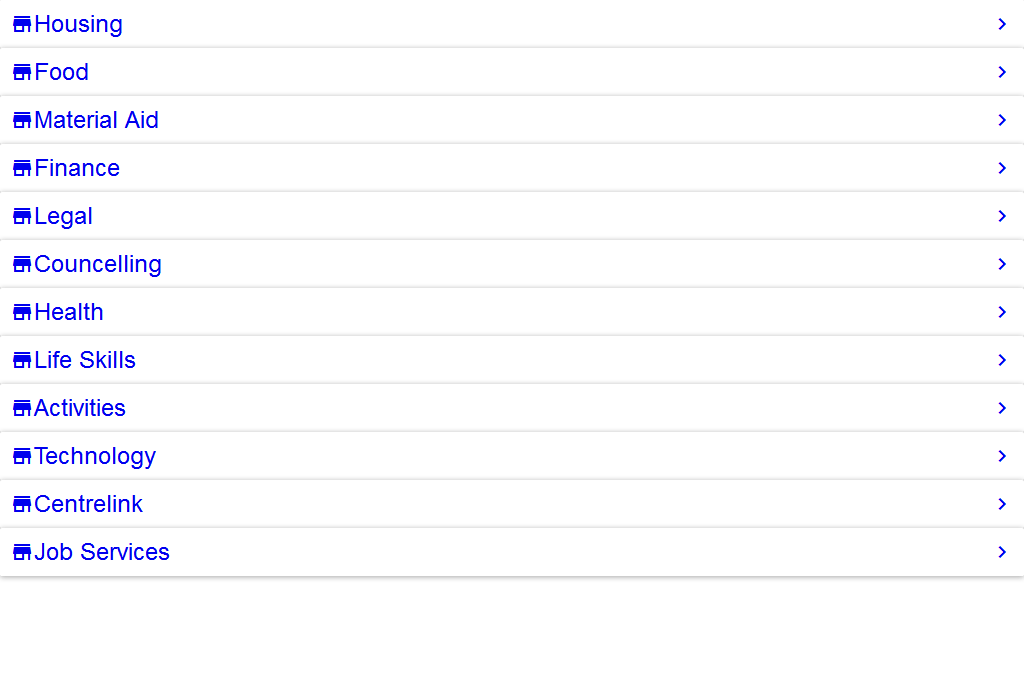 Housing
Food
Material Aid
Finance
Legal
Councelling
Health
Life Skills
Activities
Technology
Centrelink
Job Services